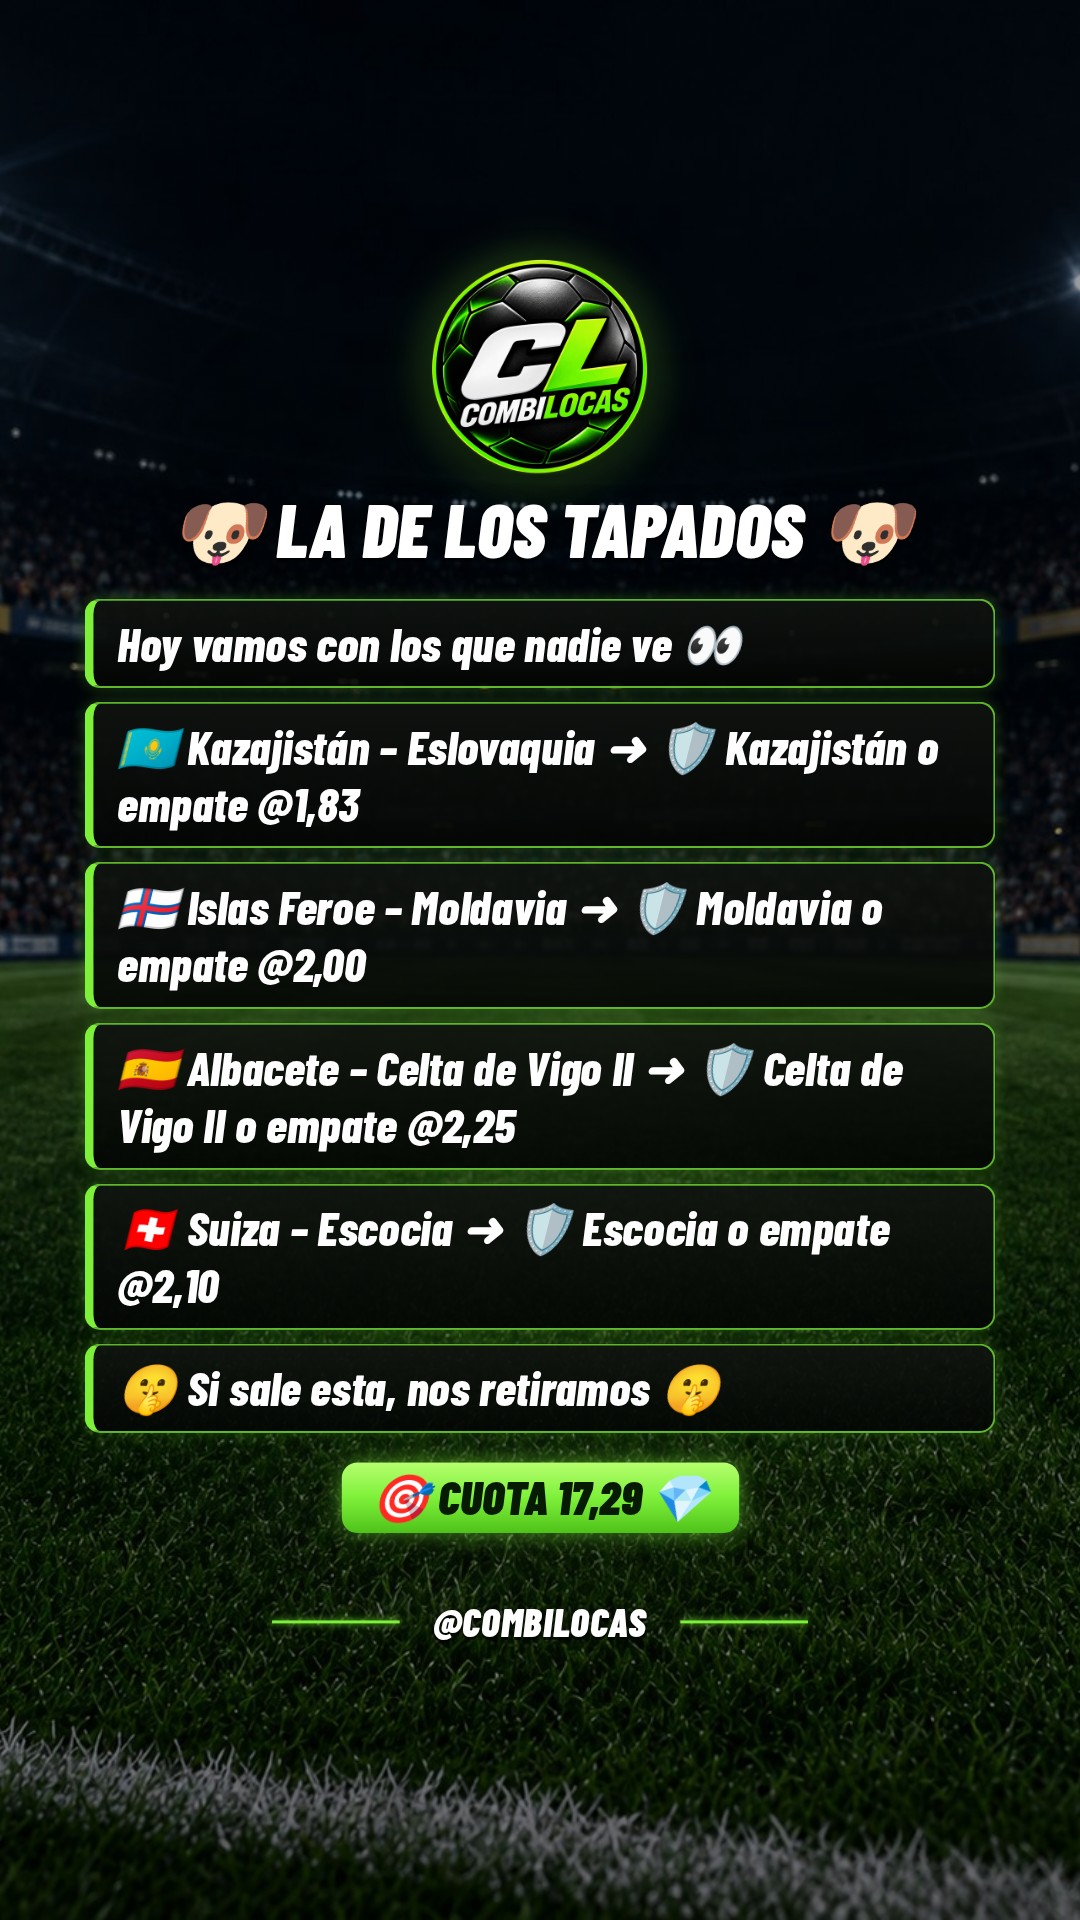 CL
COMBILOCAS
🐶 LA DE LOS TAPADOS 🐶
Hoy vamos con los que nadie ve 👀
🇰🇿 Kazajistán – Eslovaquia ➜ 🛡️ Kazajistán o
empate @1,83
🇫🇴 Islas Feroe – Moldavia ➜ 🛡️ Moldavia o
empate @2,00
🇪🇸 Albacete – Celta de Vigo II ➜ 🛡️ Celta de
Vigo II o empate @2,25
🇨🇭 Suiza – Escocia ➜ 🛡️ Escocia o empate
@2,10
🤫 Si sale esta, nos retiramos 🤫
🎯 CUOTA 17,29 💎
@COMBILOCAS